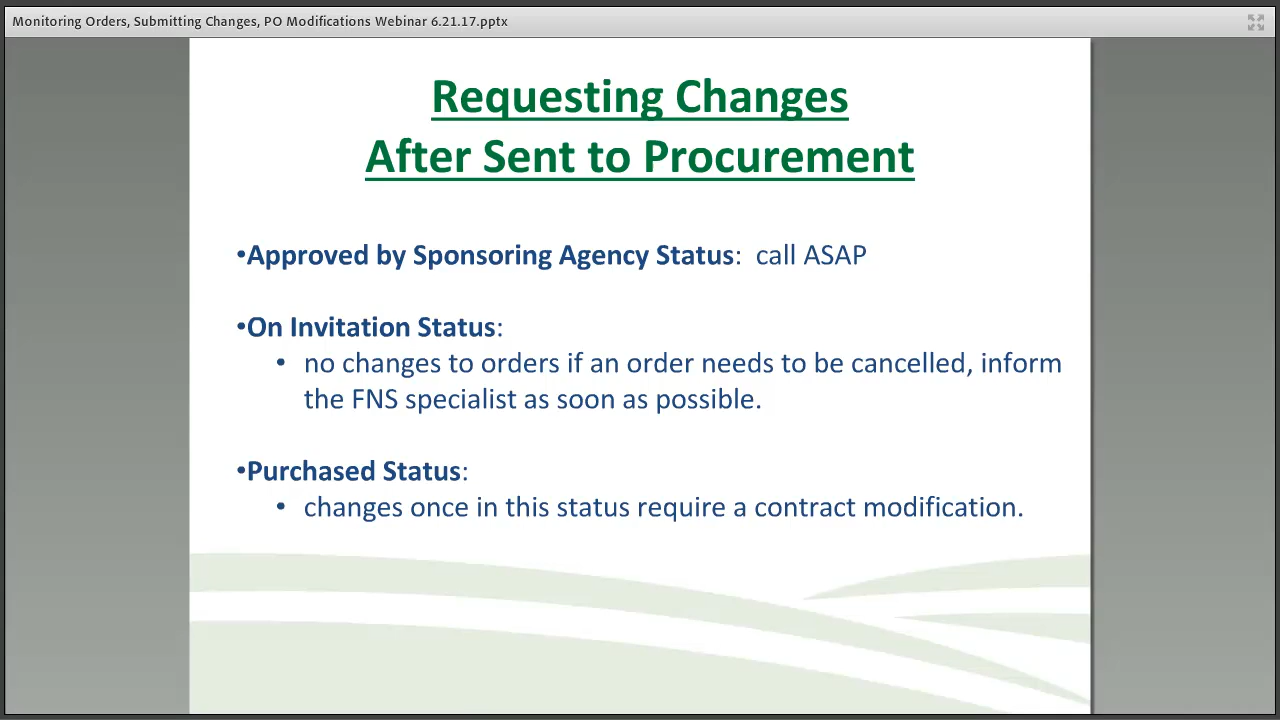 Monitoring Orders, Submitting Changes, PO Modifications Webinar 6.21.17.pptx
Requesting Changes
After Sent to Procurement
•Approved by Sponsoring Agency Status:  call ASAP
•On Invitation Status:
• no changes to orders if an order needs to be cancelled, inform
the FNS specialist as soon as possible.
•Purchased Status:
• changes once in this status require a contract modification.